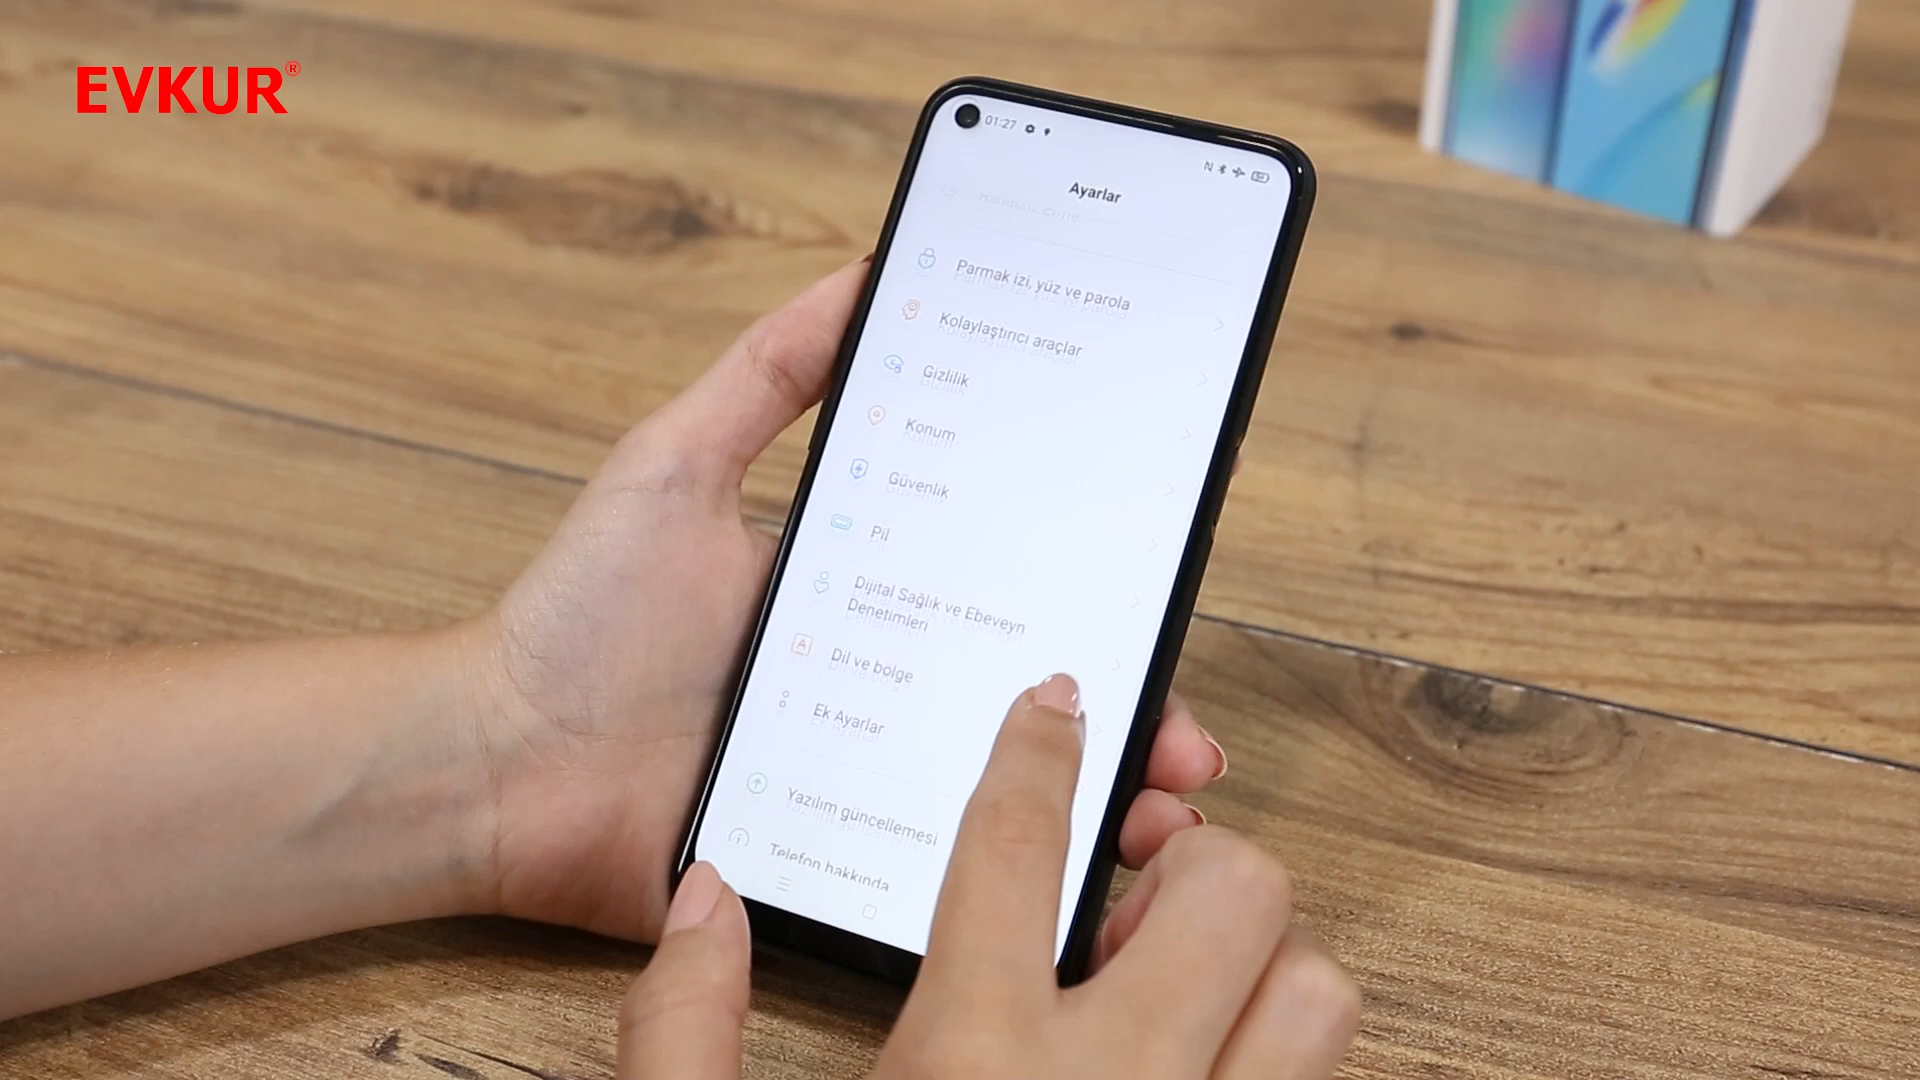 EVKUR®
01:27
Ayarlar
Parmak izi, yüz ve parola
Kolaylaştırıcı araçlar
Gizlilik
Konum
Güvenlik
Pil
Dijital Sağlık ve Ebeveyn
Denetimleri
Dil ve bölge
Ek Ayarlar
Yazılım güncellemesi
Telefon hakkında